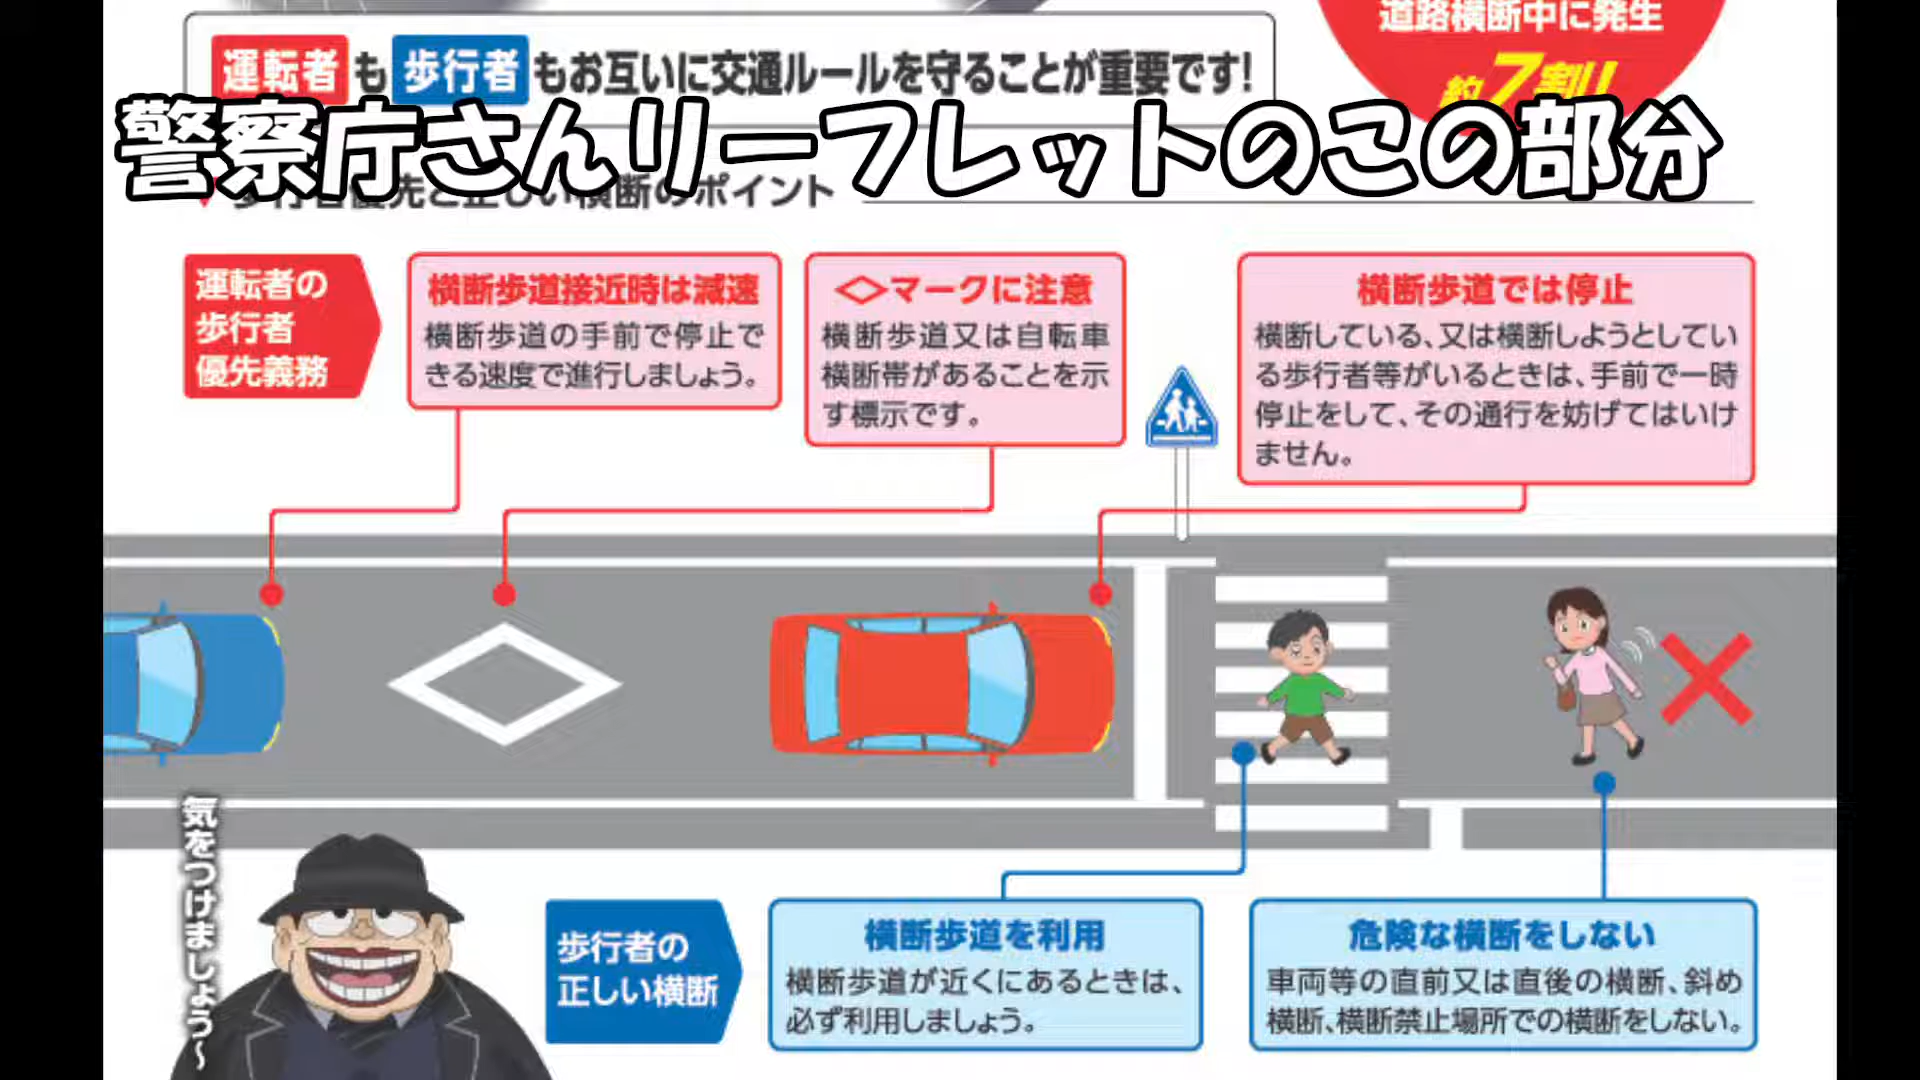 道路横断中に発生
約7割!
運転者も歩行者もお互いに交通ルールを守ることが重要です!
警察庁さんリーフレットのこの部分
歩行者優先と正しい横断のポイント
運転者の
歩行者
優先義務
横断歩道接近時は減速
横断歩道の手前で停止で
きる速度で進行しましょう。
◇マークに注意
横断歩道又は自転車
横断帯があることを示
す標示です。
横断歩道では停止
横断している、又は横断しようとしてい
る歩行者等がいるときは、手前で一時
停止をして、その通行を妨げてはいけ
ません。
気をつけましょう~
歩行者の
正しい横断
横断歩道を利用
横断歩道が近くにあるときは、
必ず利用しましょう。
危険な横断をしない
車両等の直前又は直後の横断、斜め
横断、横断禁止場所での横断をしない。